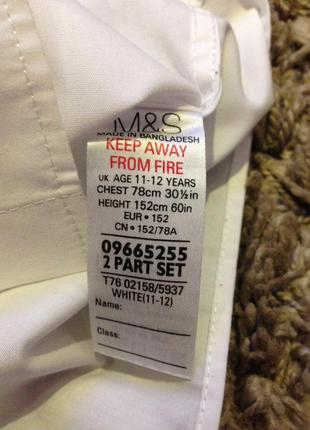 M&S
MADE IN BANGLADESH
KEEP AWAY
FROM FIRE
UK AGE 11-12 YEARS
CHEST 78cm 30½in
HEIGHT 152cm 60in
EUR • 152
CN • 152/78A
09665255
2 PART SET
T76 02158/5937
WHITE(11-12)
Name:
Class: